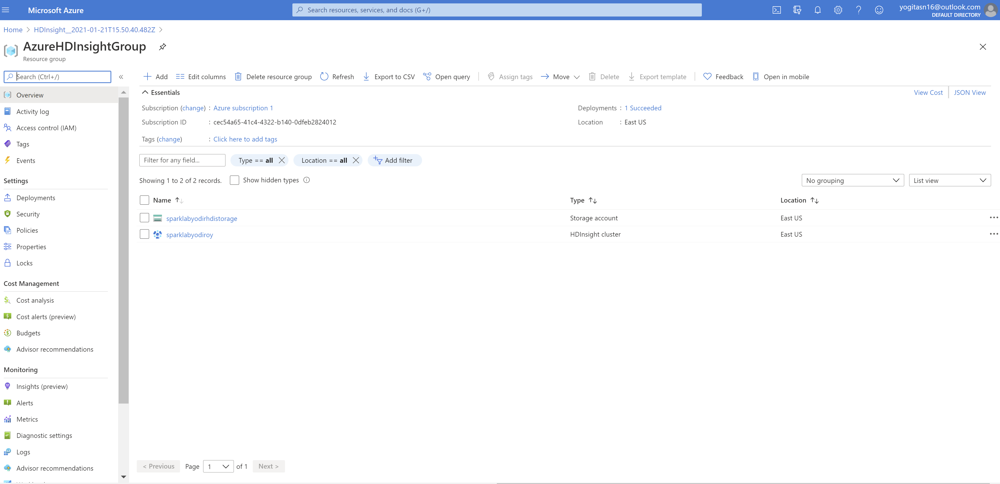 Microsoft Azure
Search resources, services, and docs (G+/)
yogitasn16@outlook.com
DEFAULT DIRECTORY
Home > HDInsight__2021-01-21T15.50.40.482Z >
AzureHDInsightGroup
Resource group
Search (Ctrl+/)
«
Add
Edit columns
Delete resource group
Refresh
Export to CSV
Open query
Assign tags
Move
Delete
Export template
Feedback
Open in mobile
Overview
Activity log
Access control (IAM)
Tags
Events
Settings
Deployments
Security
Policies
Properties
Locks
Cost Management
Cost analysis
Cost alerts (preview)
Budgets
Advisor recommendations
Monitoring
Insights (preview)
Alerts
Metrics
Diagnostic settings
Logs
Advisor recommendations
Essentials
View Cost
JSON View
Subscription (change) : Azure subscription 1
Deployments : 1 Succeeded
Subscription ID : cec54a65-41c4-4322-b140-0dfeb2824012
Location : East US
Tags (change) : Click here to add tags
Filter for any field...
Type == all
Location == all
Add filter
Showing 1 to 2 of 2 records.
Show hidden types
No grouping
List view
Name Type Location
sparklabyodirhdistorage Storage account East US
sparklabyodiroy HDInsight cluster East US
< Previous Page 1 of 1 Next >